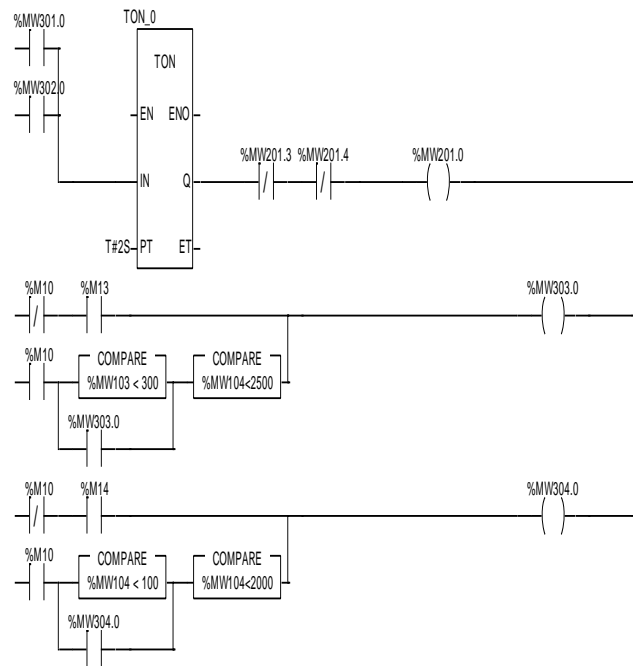 %MW301.0 TON_0
TON
%MW302.0
EN ENO
%MW201.3 %MW201.4 %MW201.0
IN Q
T#2S PT ET
%M10 %M13 %MW303.0
%M10 COMPARE COMPARE
%MW103 < 300 %MW104<2500
%MW303.0
%M10 %M14 %MW304.0
%M10 COMPARE COMPARE
%MW104 < 100 %MW104<2000
%MW304.0